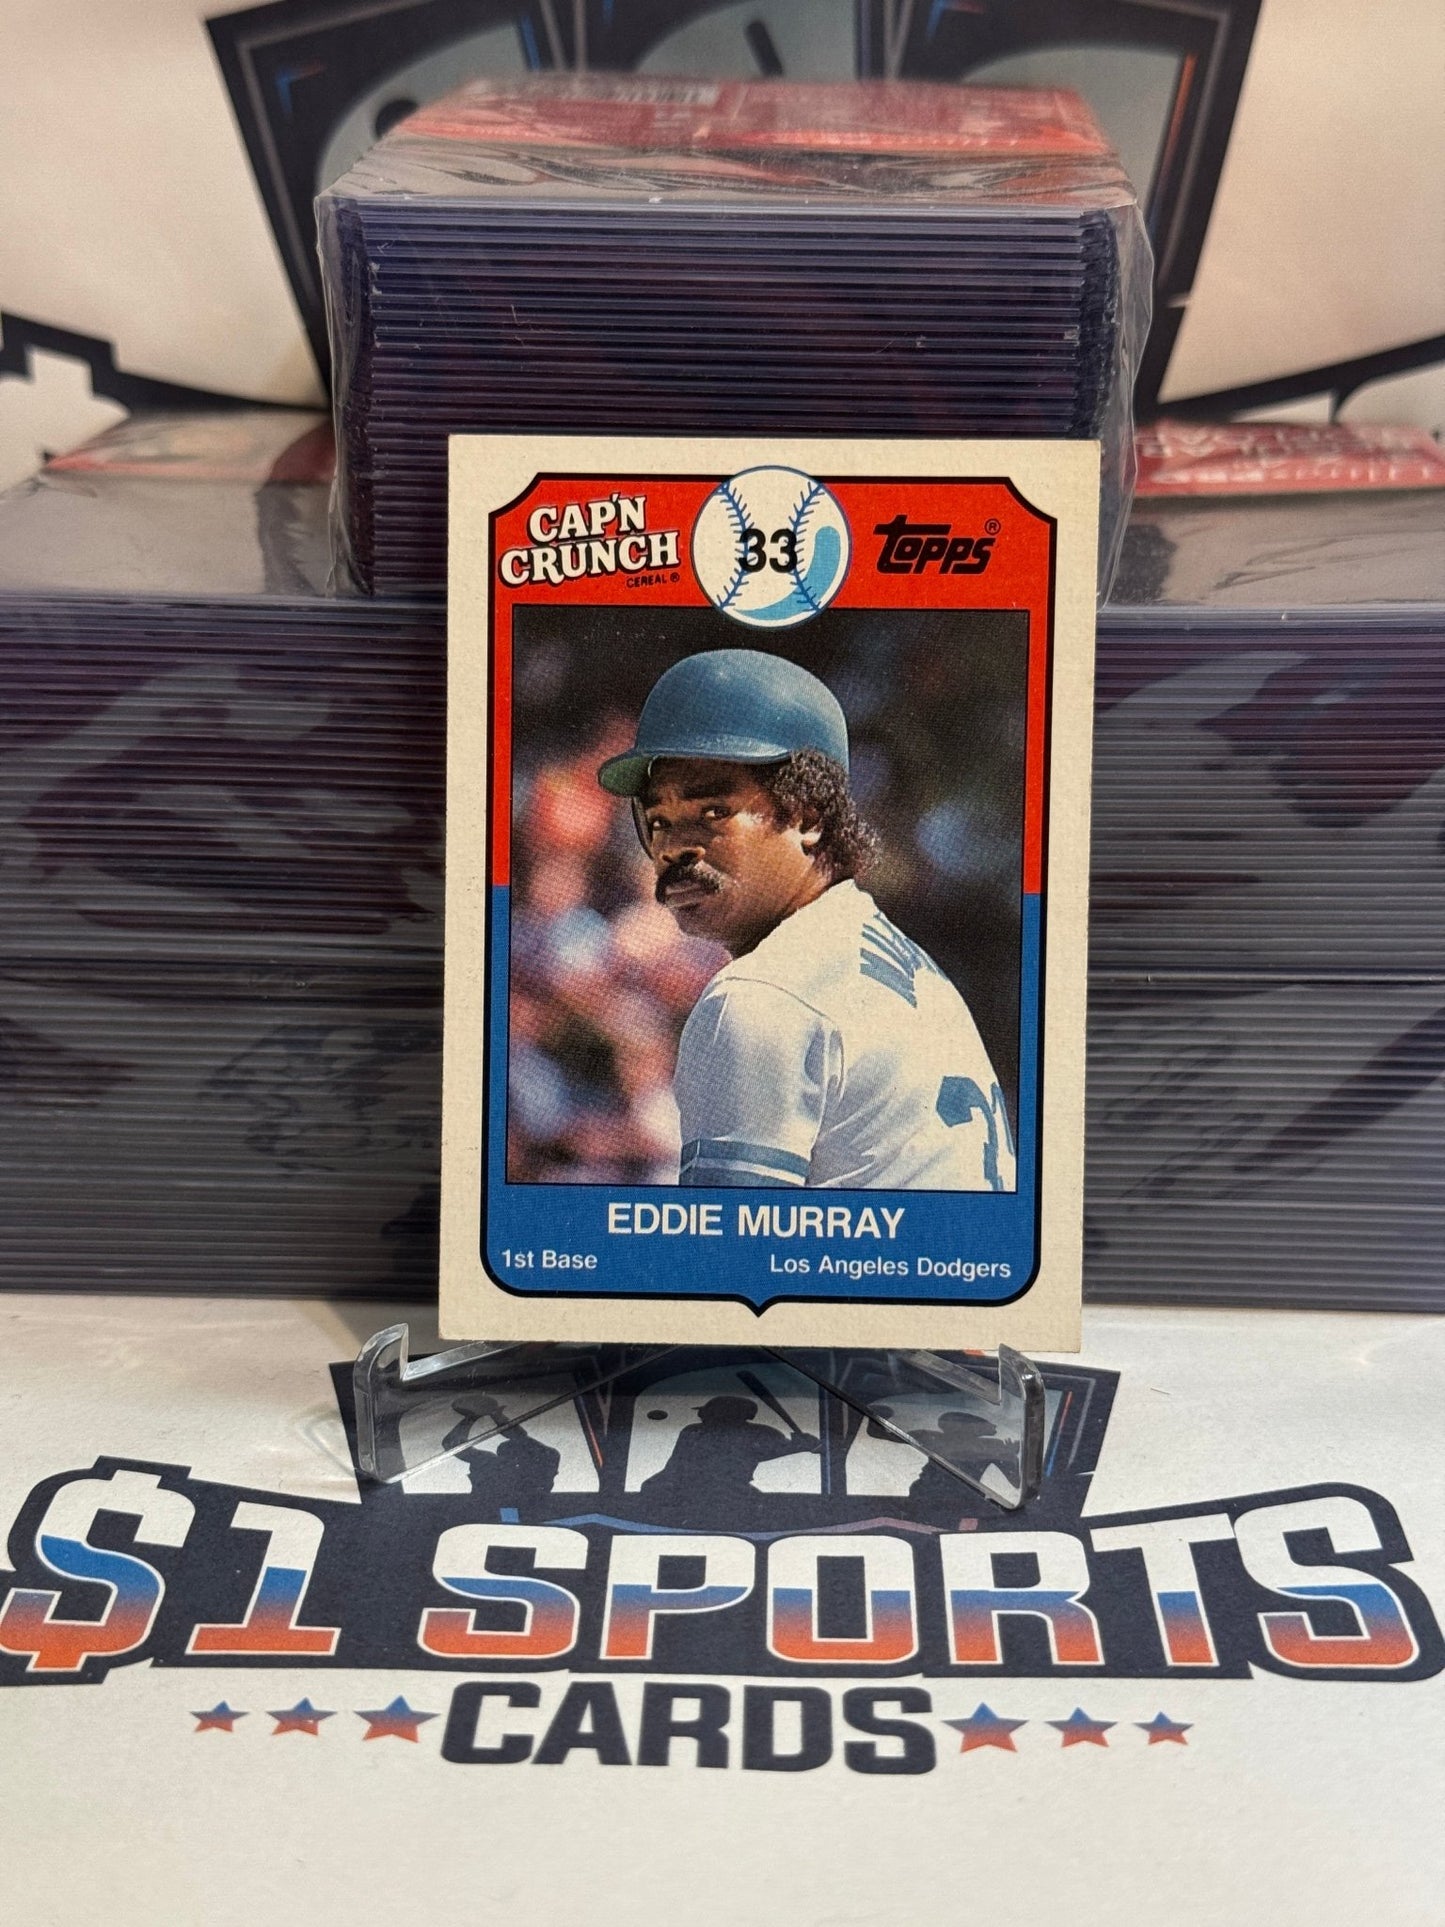 CAP'N
CRUNCH
CEREAL®
33
Topps®
EDDIE MURRAY
1st Base
Los Angeles Dodgers
$1 SPORTS
CARDS